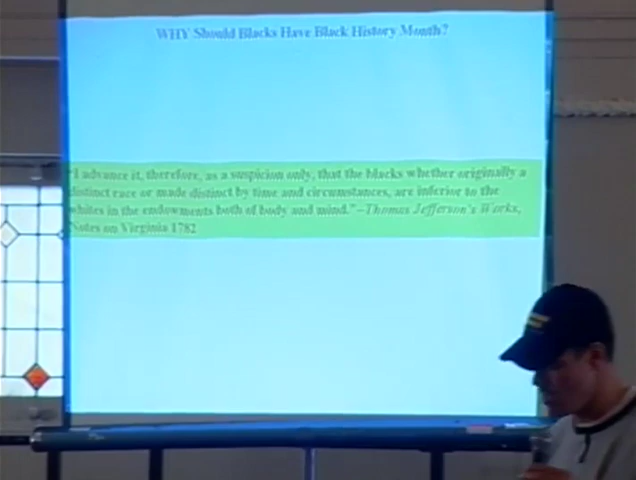 WHY Should Blacks Have Black History Month?
"I advance it, therefore, as a suspicion only, that the blacks whether originally a
distinct race or made distinct by time and circumstances, are inferior to the
whites in the endowments both of body and mind." –Thomas Jefferson's Works,
Notes on Virginia 1782